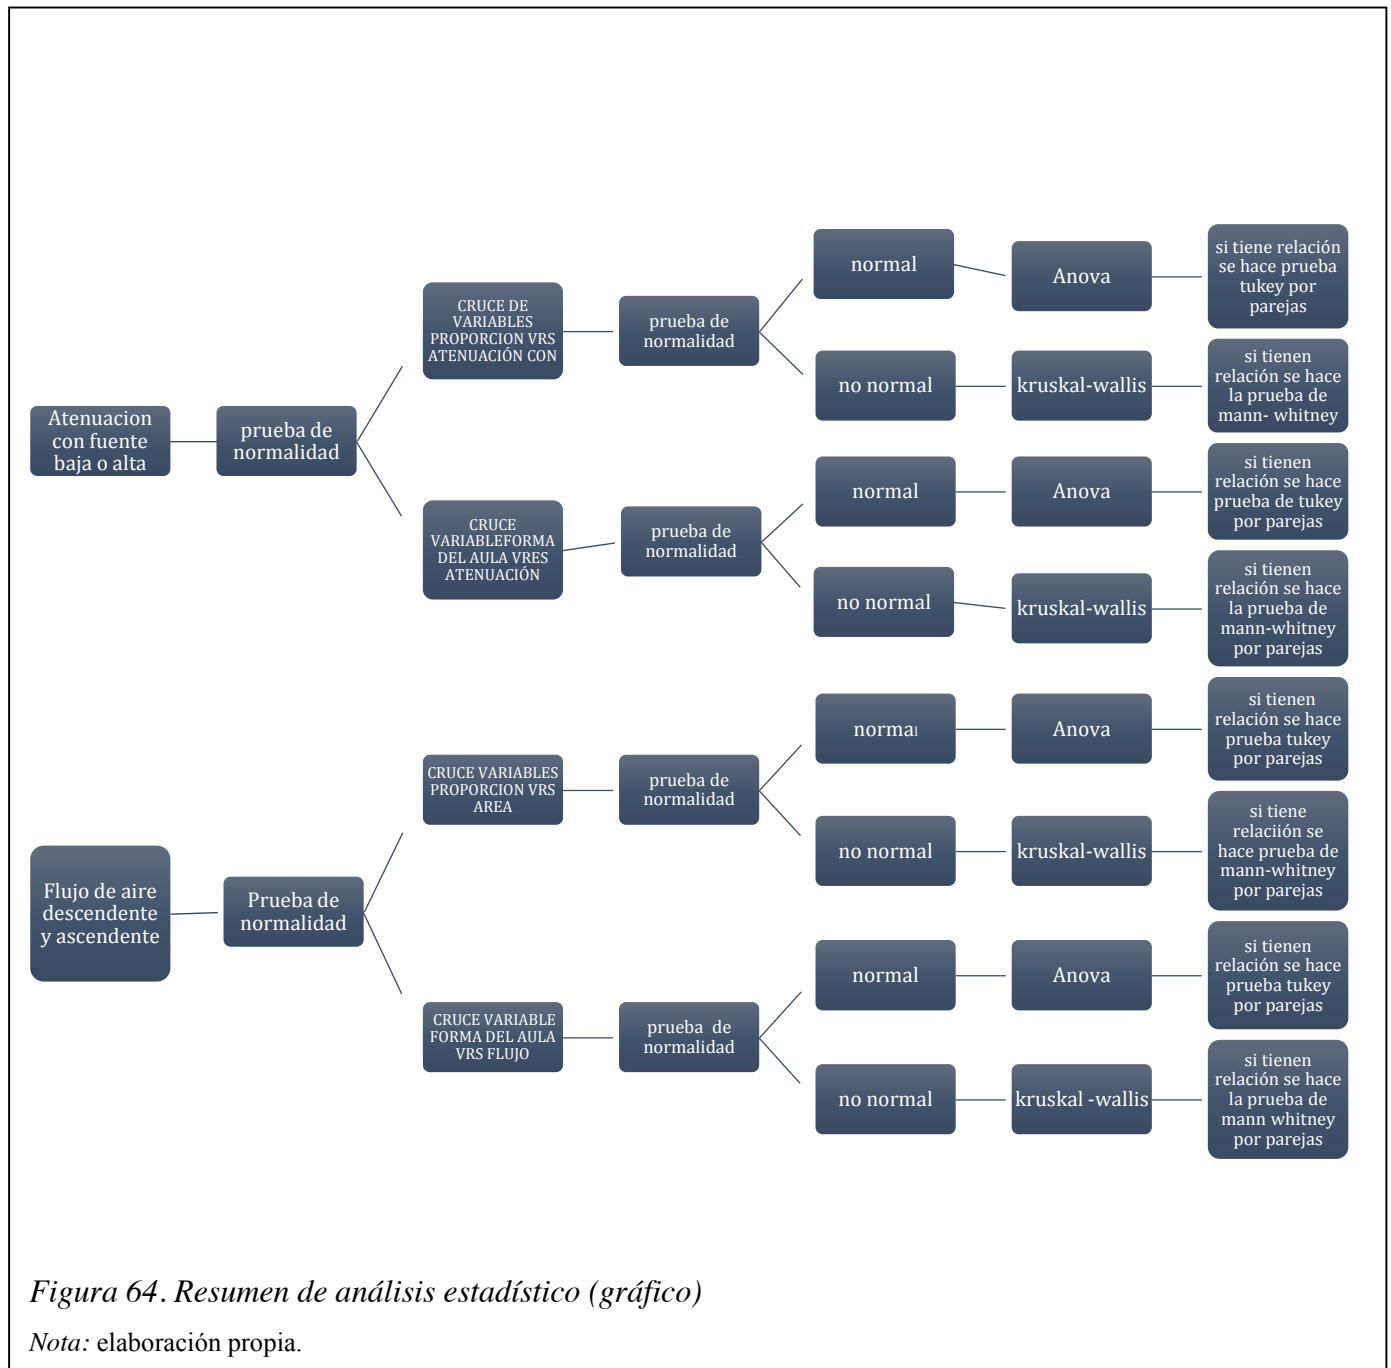 Atenuacion
con fuente
baja o alta
prueba de
normalidad
CRUCE DE
VARIABLES
PROPORCION VRS
ATENUACIÓN CON
prueba de
normalidad
normal
Anova
si tiene relación
se hace prueba
tukey por
parejas
no normal
kruskal-wallis
si tienen
relación se hace
la prueba de
mann- whitney
CRUCE
VARIABLEFORMA
DEL AULA VRES
ATENUACIÓN
prueba de
normalidad
normal
Anova
si tienen
relación se hace
prueba de tukey
por parejas
no normal
kruskal-wallis
si tienen
relación se hace
la prueba de
mann-whitney
por parejas
Flujo de aire
descendente
y ascendente
Prueba de
normalidad
CRUCE VARIABLES
PROPORCION VRS
AREA
prueba de
normalidad
normal
Anova
si tienen
relación se hace
prueba tukey
por parejas
no normal
kruskal-wallis
si tiene
relaciión se
hace prueba de
mann-whitney
por parejas
CRUCE VARIABLE
FORMA DEL AULA
VRS FLUJO
prueba de
normalidad
normal
Anova
si tienen
relación se hace
prueba tukey
por parejas
no normal
kruskal -wallis
si tienen
relación se hace
la prueba de
mann whitney
por parejas
Figura 64. Resumen de análisis estadístico (gráfico)
Nota: elaboración propia.